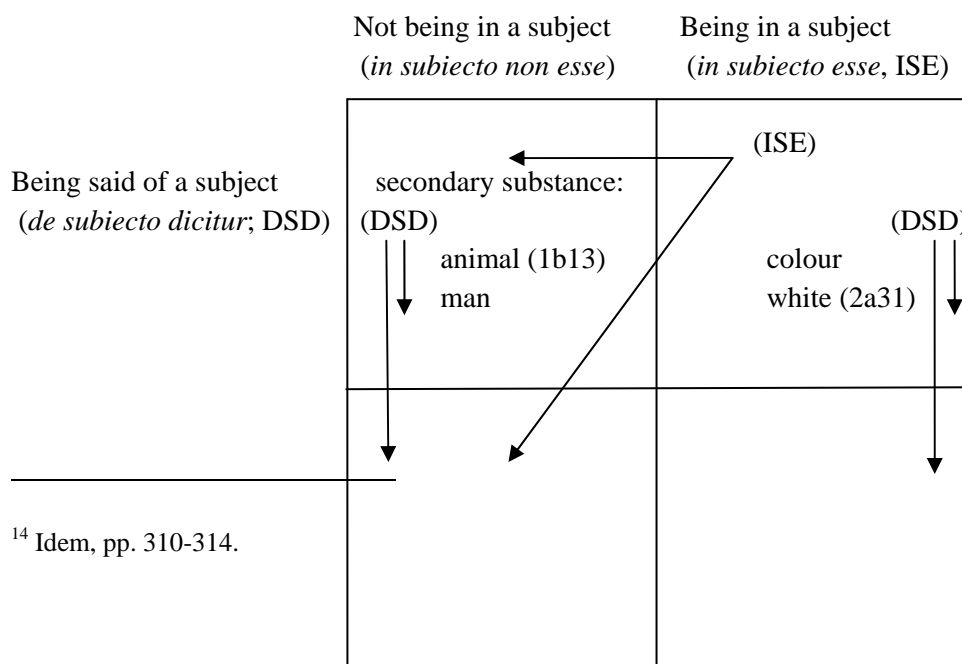 Not being in a subject
(in subiecto non esse)
Being in a subject
(in subiecto esse, ISE)
(ISE)
Being said of a subject
(de subiecto dicitur; DSD)
secondary substance:
(DSD)
animal (1b13)
man
(DSD)
colour
white (2a31)
14 Idem, pp. 310-314.